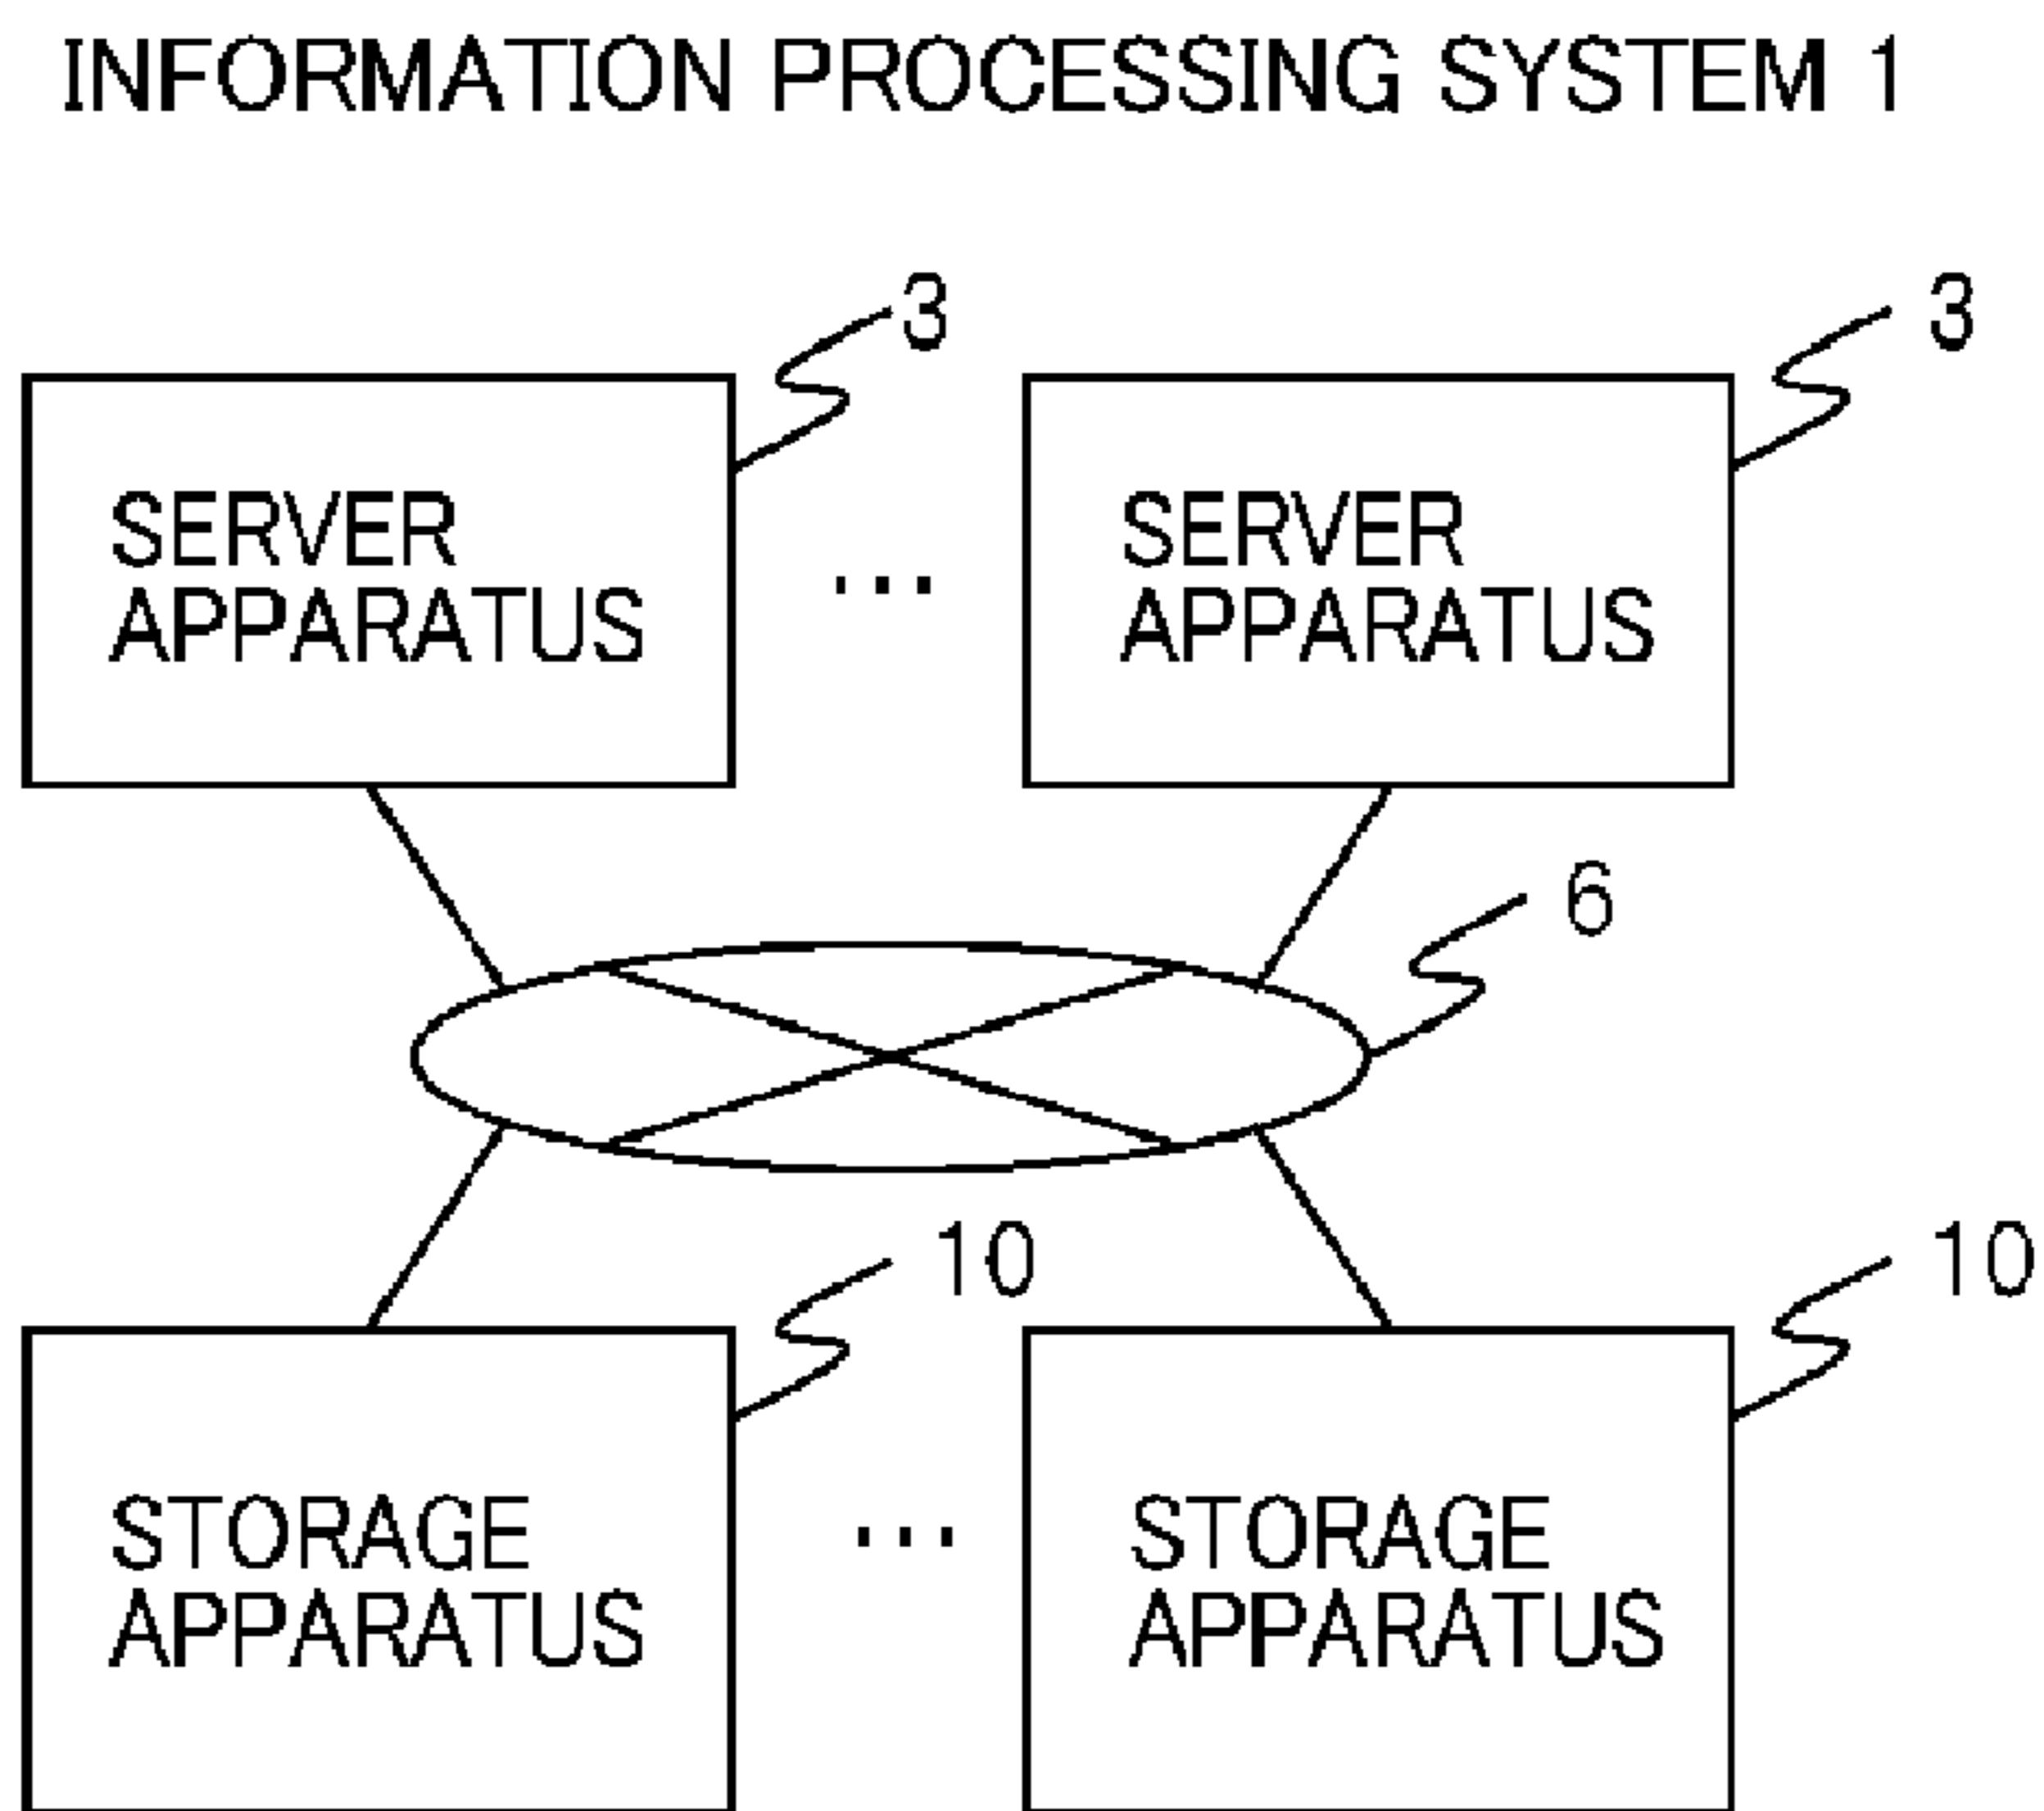 INFORMATION PROCESSING SYSTEM 1
3
3
SERVER
APPARATUS
...
SERVER
APPARATUS
6
10
10
STORAGE
APPARATUS
...
STORAGE
APPARATUS